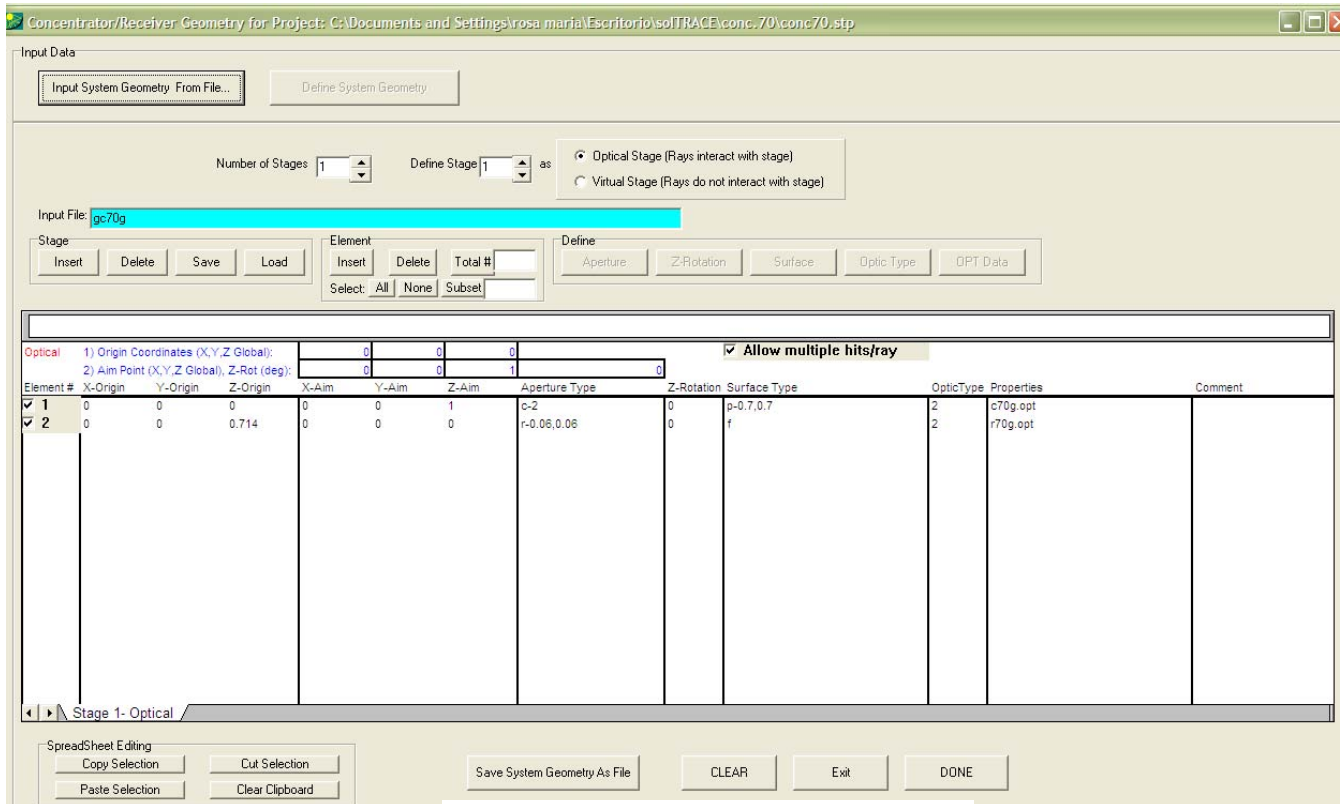 Concentrator/Receiver Geometry for Project: C:\Documents and Settings\rosa maria\Escritorio\solTRACE\conc.70\conc70.stp
Input Data
Input System Geometry From File... Define System Geometry
Number of Stages 1 Define Stage 1 as
Optical Stage (Rays interact with stage)
Virtual Stage (Rays do not interact with stage)
Input File: gc70g
Stage Element Define
Insert Delete Save Load Insert Delete Total # Aperture Z-Rotation Surface Optic Type OPT Data
Select: All None Subset
Optical 1) Origin Coordinates (X,Y,Z Global): 0 0 0 Allow multiple hits/ray
2) Aim Point (X,Y,Z Global), Z-Rot (deg): 0 0 1 0
Element # X-Origin Y-Origin Z-Origin X-Aim Y-Aim Z-Aim Aperture Type Z-Rotation Surface Type OpticType Properties Comment
1 0 0 0 0 0 1 c-2 0 p-0.7,0.7 2 c70g.opt
2 0 0 0.714 0 0 0 r-0.06,0.06 0 f 2 r70g.opt
Stage 1- Optical
SpreadSheet Editing
Copy Selection Cut Selection Save System Geometry As File CLEAR Exit DONE
Paste Selection Clear Clipboard